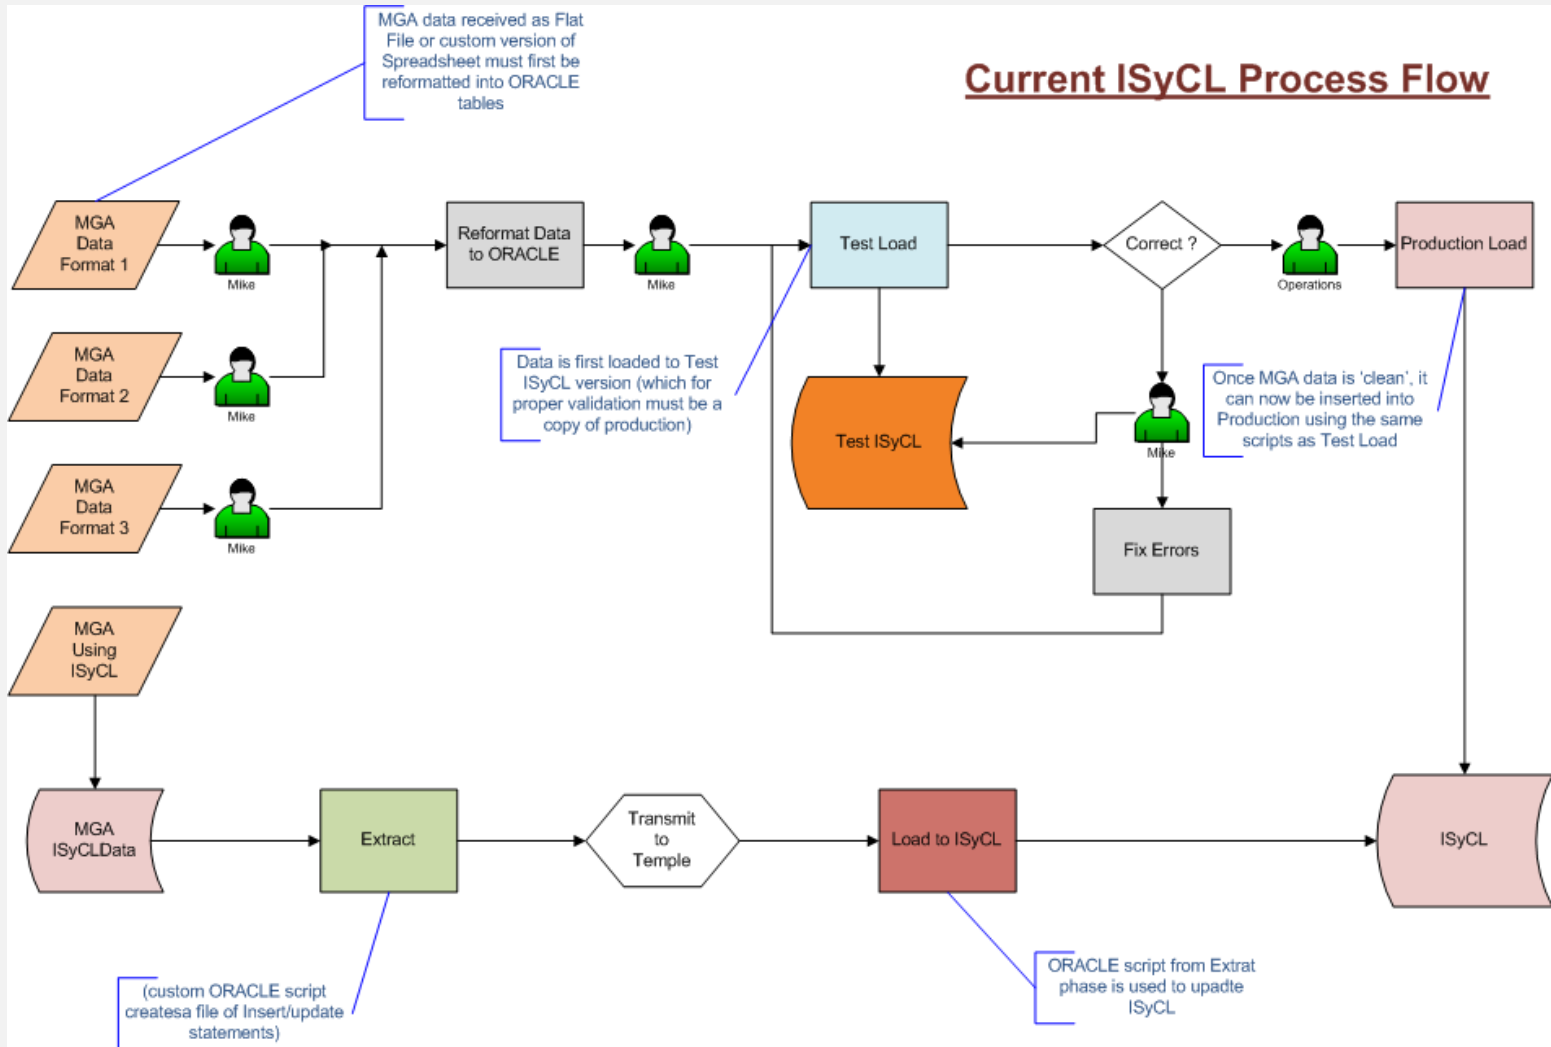 MGA data received as Flat
File or custom version of
Spreadsheet must first be
reformatted into ORACLE
tables
Current ISyCL Process Flow
MGA
Data
Format 1
Mike
Reformat Data
to ORACLE
Mike
Test Load
Correct ?
Operations
Production Load
MGA
Data
Format 2
Mike
Data is first loaded to Test
ISyCL version (which for
proper validation must be a
copy of production)
Test ISyCL
Mike
Once MGA data is 'clean', it
can now be inserted into
Production using the same
scripts as Test Load
MGA
Data
Format 3
Mike
Fix Errors
MGA
Using
ISyCL
MGA
ISyCLData
Extract
Transmit
to
Temple
Load to ISyCL
ISyCL
(custom ORACLE script
createsa file of Insert/update
statements)
ORACLE script from Extrat
phase is used to upadte
ISyCL